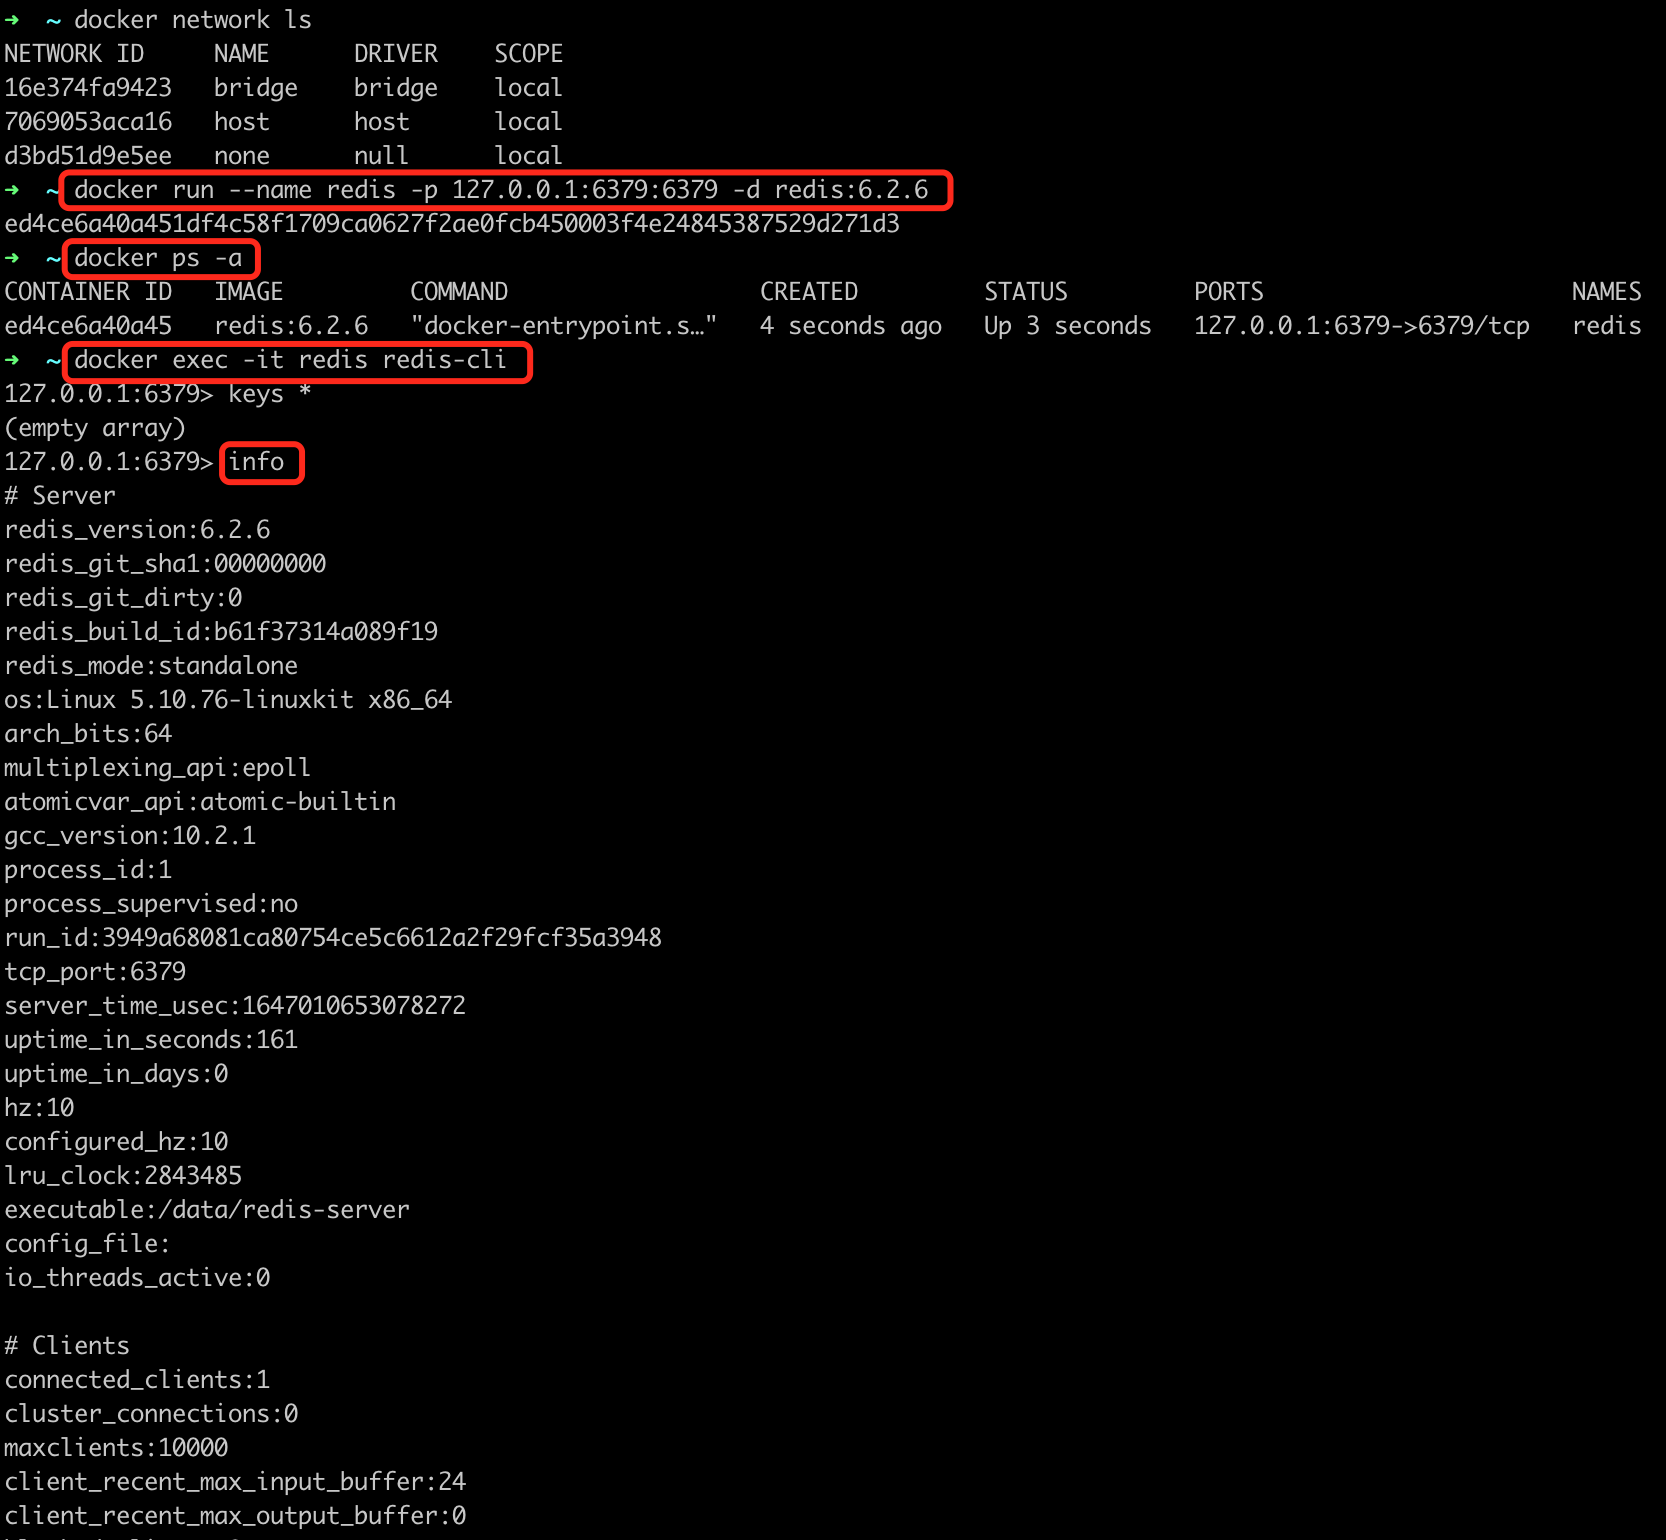 ➜  ~ docker network ls
NETWORK ID     NAME      DRIVER    SCOPE
16e374fa9423   bridge    bridge    local
7069053aca16   host      host      local
d3bd51d9e5ee   none      null      local
➜  ~ docker run --name redis -p 127.0.0.1:6379:6379 -d redis:6.2.6
ed4ce6a40a451df4c58f1709ca0627f2ae0fcb450003f4e24845387529d271d3
➜  ~ docker ps -a
CONTAINER ID   IMAGE         COMMAND                  CREATED         STATUS         PORTS                      NAMES
ed4ce6a40a45   redis:6.2.6   "docker-entrypoint.s…"   4 seconds ago   Up 3 seconds   127.0.0.1:6379->6379/tcp   redis
➜  ~ docker exec -it redis redis-cli
127.0.0.1:6379> keys *
(empty array)
127.0.0.1:6379> info
# Server
redis_version:6.2.6
redis_git_sha1:00000000
redis_git_dirty:0
redis_build_id:b61f37314a089f19
redis_mode:standalone
os:Linux 5.10.76-linuxkit x86_64
arch_bits:64
multiplexing_api:epoll
atomicvar_api:atomic-builtin
gcc_version:10.2.1
process_id:1
process_supervised:no
run_id:3949a68081ca80754ce5c6612a2f29fcf35a3948
tcp_port:6379
server_time_usec:1647010653078272
uptime_in_seconds:161
uptime_in_days:0
hz:10
configured_hz:10
lru_clock:2843485
executable:/data/redis-server
config_file:
io_threads_active:0

# Clients
connected_clients:1
cluster_connections:0
maxclients:10000
client_recent_max_input_buffer:24
client_recent_max_output_buffer:0